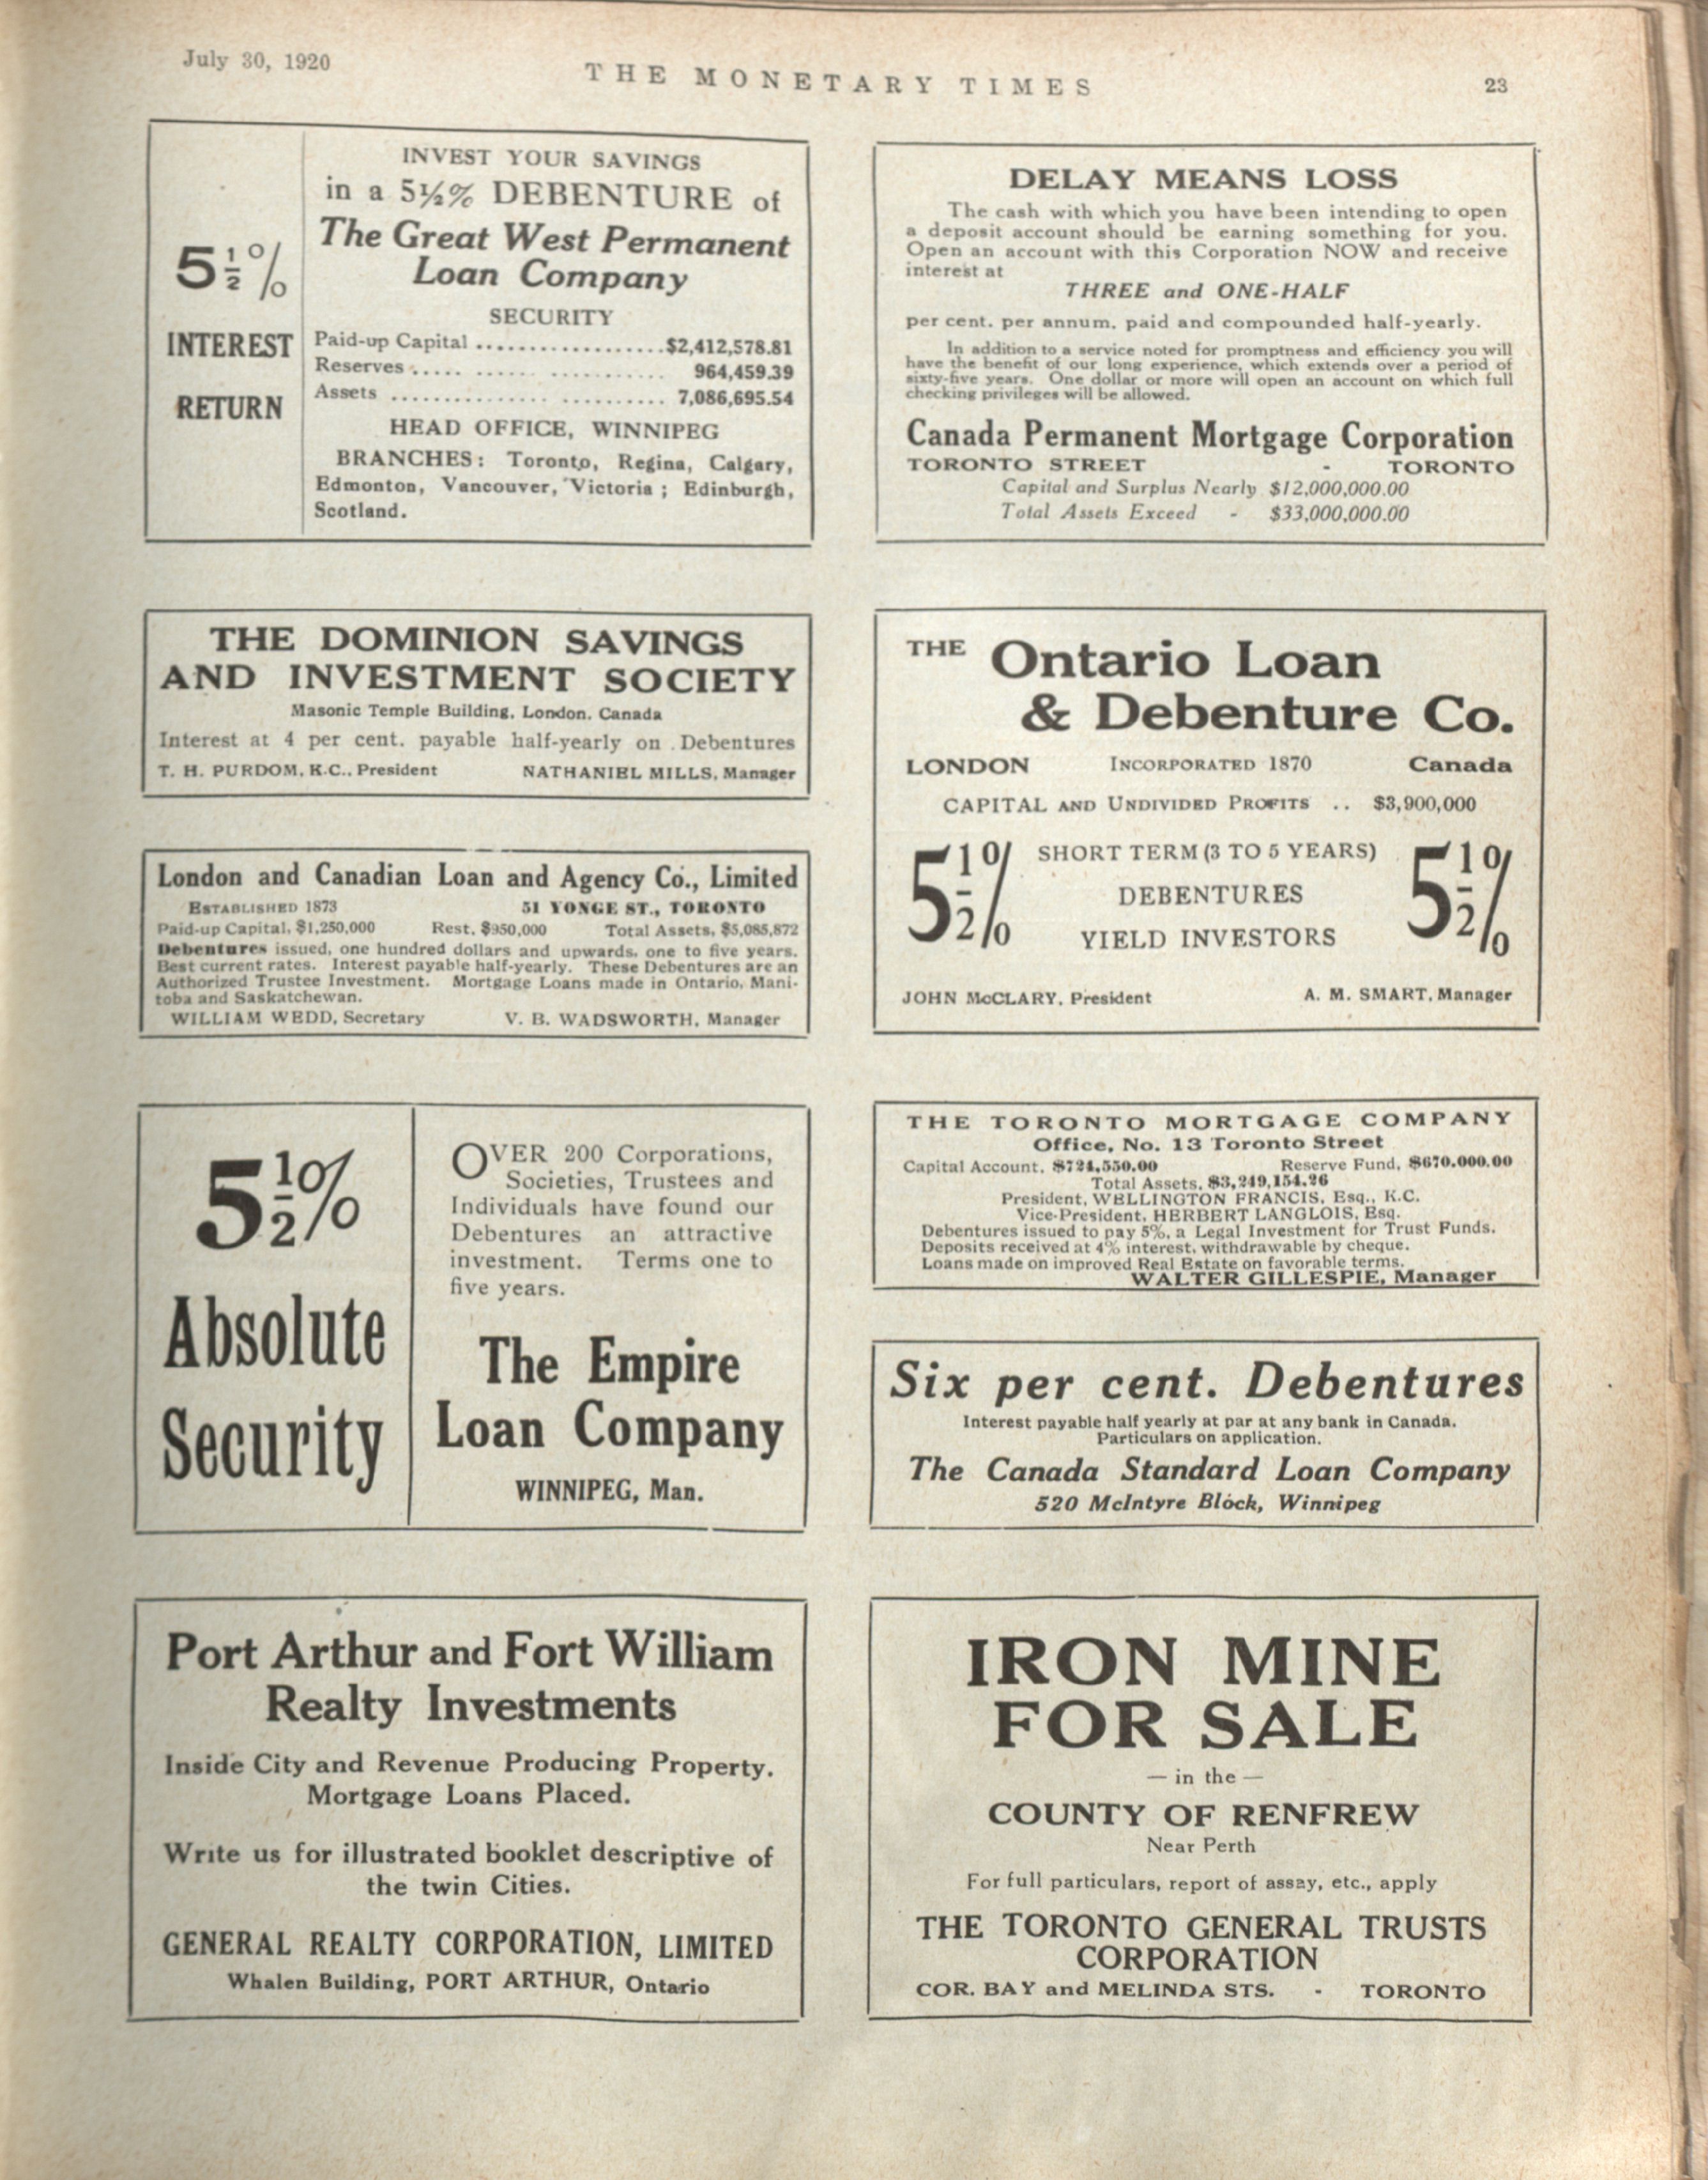 July 30, 1920
THE MONETARY TIMES
23
5½%
INTEREST
RETURN
INVEST YOUR SAVINGS
in a 5½% DEBENTURE of
The Great West Permanent
Loan Company
SECURITY
Paid-up Capital .................. $2,412,578.81
Reserves ..... ...... ........... 964,459.39
Assets ............... .......... 7,086,695.54
HEAD OFFICE, WINNIPEG
BRANCHES: Toronto, Regina, Calgary,
Edmonton, Vancouver, Victoria; Edinburgh,
Scotland.
DELAY MEANS LOSS
The cash with which you have been intending to open
a deposit account should be earning something for you.
Open an account with this Corporation NOW and receive
interest at
THREE and ONE-HALF
per cent. per annum, paid and compounded half-yearly.
In addition to a service noted for promptness and efficiency you will
have the benefit of our long experience, which extends over a period of
sixty-five years. One dollar or more will open an account on which full
checking privileges will be allowed.
Canada Permanent Mortgage Corporation
TORONTO STREET - TORONTO
Capital and Surplus Nearly $12,000,000.00
Total Assets Exceed - $33,000,000.00
THE DOMINION SAVINGS
AND INVESTMENT SOCIETY
Masonic Temple Building, London, Canada
Interest at 4 per cent. payable half-yearly on Debentures
T. H. PURDOM, K.C., President NATHANIEL MILLS, Manager
THE Ontario Loan
& Debenture Co.
LONDON INCORPORATED 1870 Canada
CAPITAL AND UNDIVIDED PROFITS .. $3,900,000
5½% SHORT TERM (3 TO 5 YEARS) 5½%
DEBENTURES
YIELD INVESTORS
JOHN McCLARY, President A. M. SMART, Manager
London and Canadian Loan and Agency Co., Limited
ESTABLISHED 1873 51 YONGE ST., TORONTO
Paid-up Capital, $1,250,000 Rest, $950,000 Total Assets, $5,085,872
Debentures issued, one hundred dollars and upwards, one to five years.
Best current rates. Interest payable half-yearly. These Debentures are an
Authorized Trustee Investment. Mortgage Loans made in Ontario, Mani-
toba and Saskatchewan.
WILLIAM WEDD, Secretary V. B. WADSWORTH, Manager
5½%
Absolute
Security
OVER 200 Corporations,
Societies, Trustees and
Individuals have found our
Debentures an attractive
investment. Terms one to
five years.
The Empire
Loan Company
WINNIPEG, Man.
THE TORONTO MORTGAGE COMPANY
Office, No. 13 Toronto Street
Capital Account, $724,550.00 Reserve Fund, $670,000.00
Total Assets, $3,249,154.26
President, WELLINGTON FRANCIS, Esq., K.C.
Vice-President, HERBERT LANGLOIS, Esq.
Debentures issued to pay 5%, a Legal Investment for Trust Funds.
Deposits received at 4% interest, withdrawable by cheque.
Loans made on improved Real Estate on favorable terms.
WALTER GILLESPIE, Manager
Six per cent. Debentures
Interest payable half yearly at par at any bank in Canada.
Particulars on application.
The Canada Standard Loan Company
520 McIntyre Block, Winnipeg
Port Arthur and Fort William
Realty Investments
Inside City and Revenue Producing Property.
Mortgage Loans Placed.
Write us for illustrated booklet descriptive of
the twin Cities.
GENERAL REALTY CORPORATION, LIMITED
Whalen Building, PORT ARTHUR, Ontario
IRON MINE
FOR SALE
— in the —
COUNTY OF RENFREW
Near Perth
For full particulars, report of assay, etc., apply
THE TORONTO GENERAL TRUSTS
CORPORATION
COR. BAY and MELINDA STS. - TORONTO